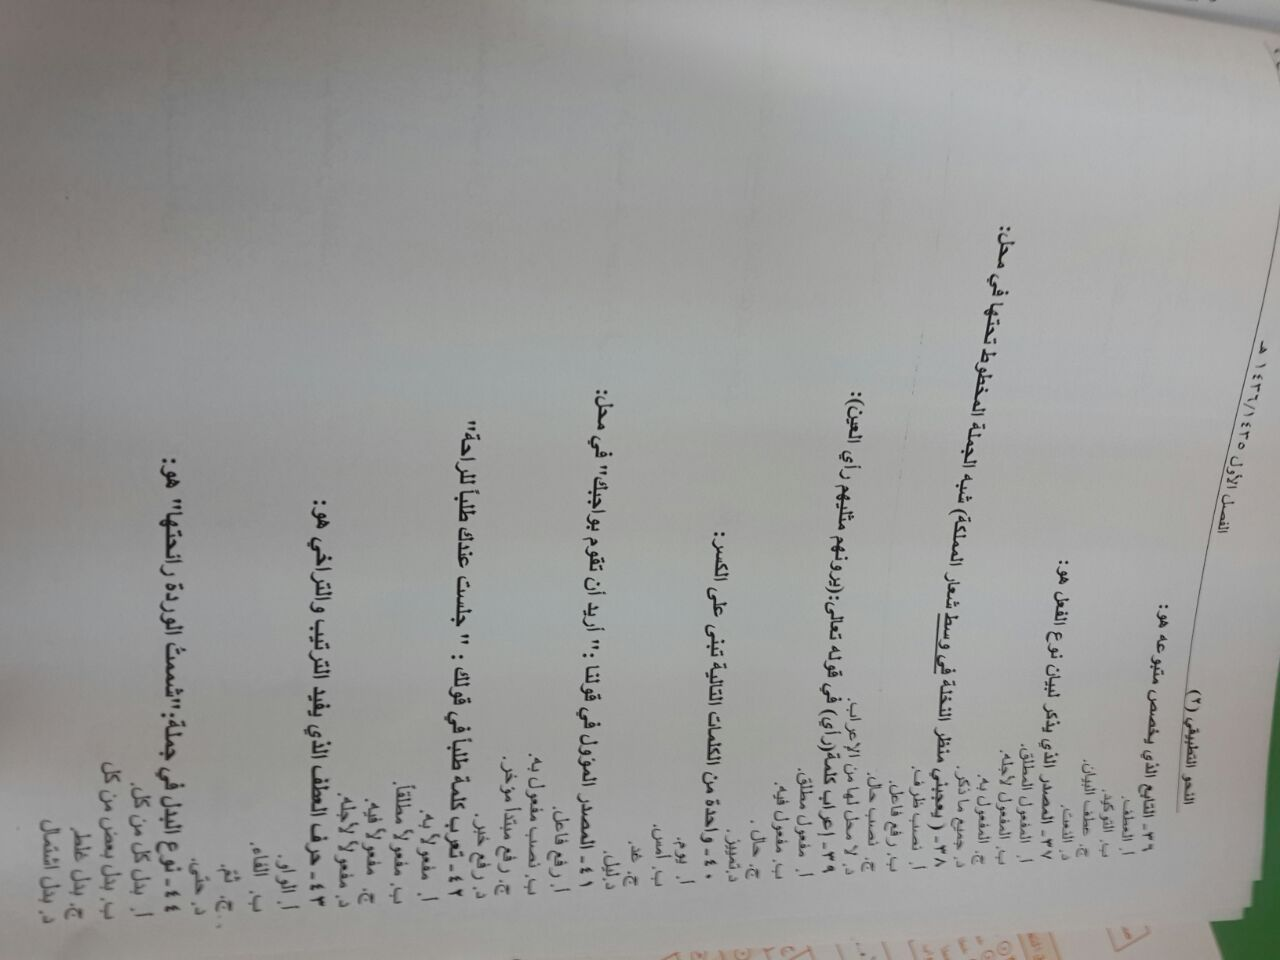 النحو التطبيقي (٢)
الفصل الأول ١٤٣٥/١٤٣٦ هـ
٣٦- التابع الذي يخصص متبوعه هو:
أ. العطف.
ب. التوكيد.
ج. عطف البيان.
د. النعت.
٣٧- المصدر الذي يذكر لبيان نوع الفعل هو:
أ. المفعول المطلق.
ب. المفعول لأجله.
ج. المفعول به.
د. جميع ما ذكر.
٣٨- ( يعجبني منظر النخلة في وسط شعار المملكة) شبه الجملة المخطوط تحتها في محل:
أ. نصب ظرف.
ب. رفع فاعل.
ج. نصب حال.
د. لا محل لها من الإعراب.
٣٩- إعراب كلمة(رأي) في قوله تعالى:(يرونهم مثليهم رأي العين):
أ. مفعول مطلق.
ب. مفعول فيه.
ج. حال.
د. تمييز.
٤٠- واحدة من الكلمات التالية تبنى على الكسر:
أ. يوم.
ب. أمس.
ج. غد.
د. ليل.
٤١- المصدر المؤول في قولنا :" أريد أن تقوم بواجبك" في محل:
أ. رفع فاعل.
ب. نصب مفعول به.
ج. رفع مبتدأ مؤخر.
د. رفع خبر.
٤٢- تعرب كلمة طلباً في قولك : " جلست عندك طلباً للراحة"
أ. مفعولاً به.
ب. مفعولاً مطلقاً.
ج. مفعولاً فيه.
د. مفعولاً لأجله.
٤٣- حرف العطف الذي يفيد الترتيب والتراخي هو:
أ. الواو.
ب. الفاء.
ج. ثم.
د. حتى.
٤٤- نوع البدل في جملة:"شممت الوردة رائحتها" هو:
أ. بدل كل من كل.
ب. بدل بعض من كل
ج. بدل غلط
د. بدل اشتمال